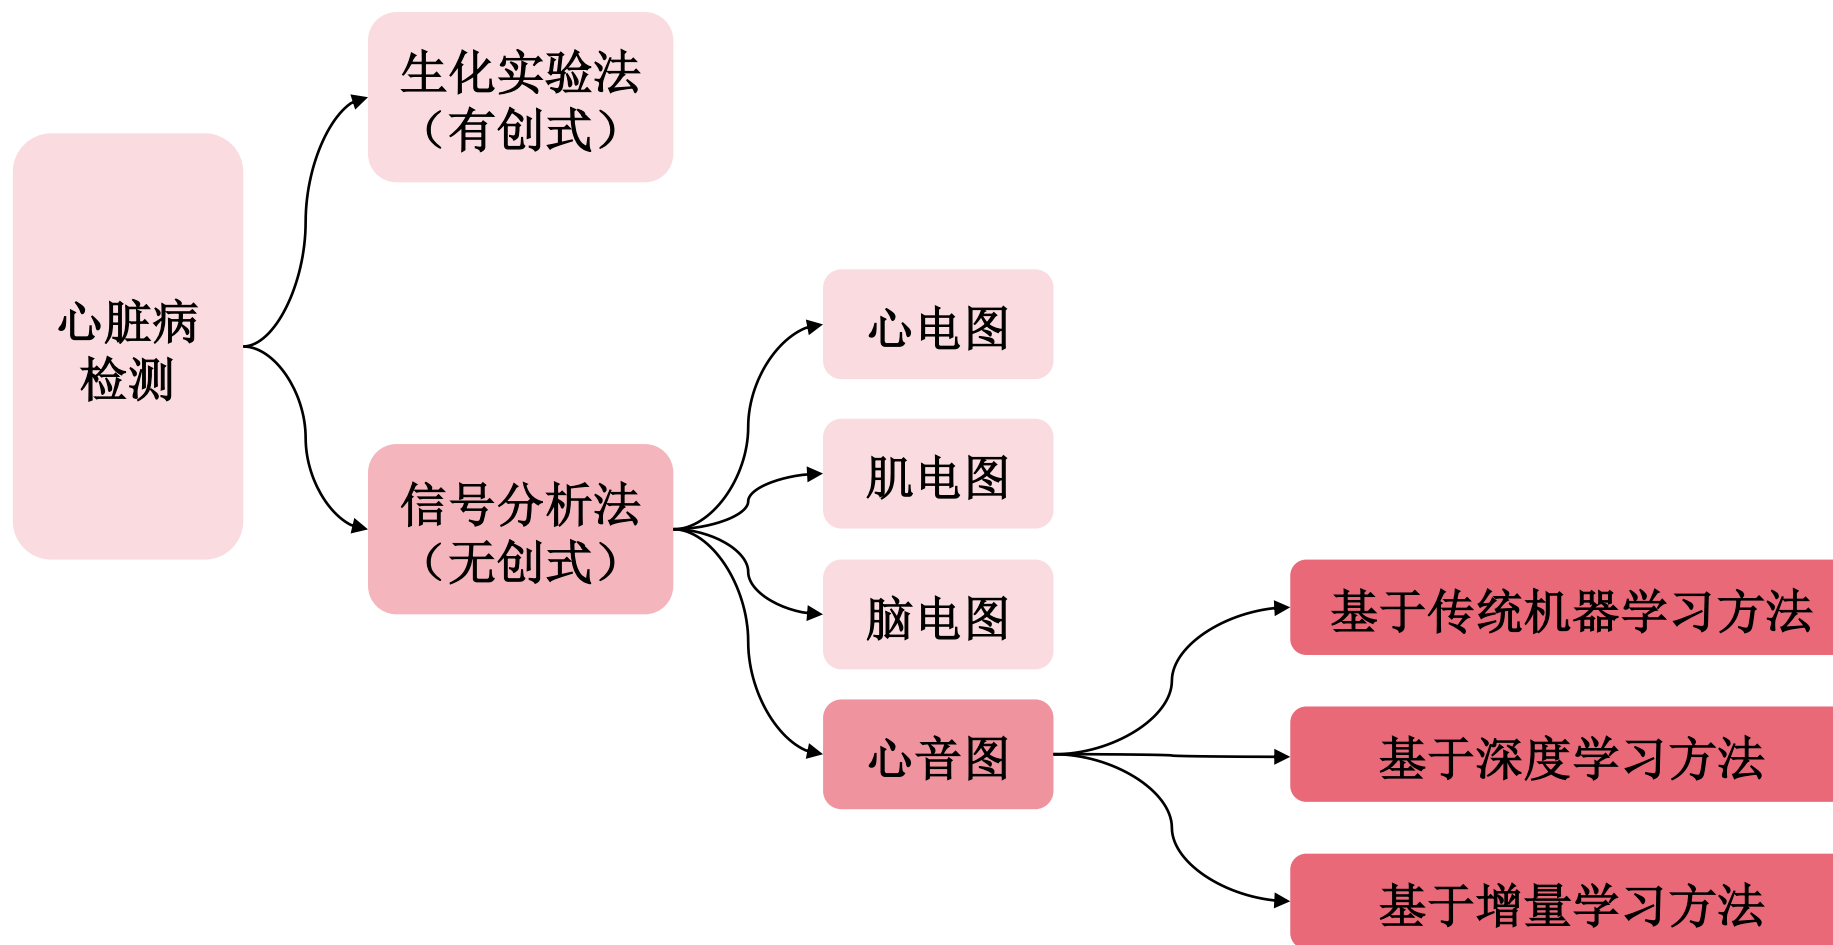 生化实验法
（有创式）
心脏病
检测
信号分析法
（无创式）
心电图
肌电图
脑电图
心音图
基于传统机器学习方法
基于深度学习方法
基于增量学习方法